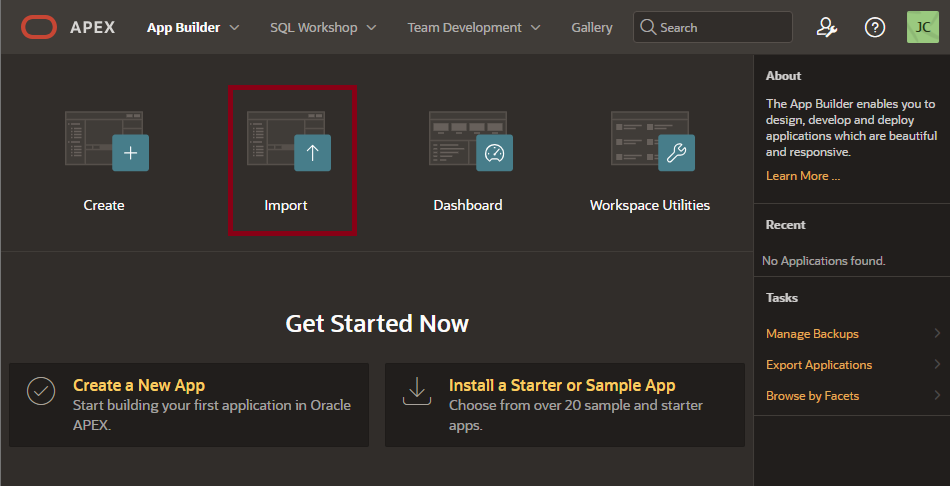 APEX
App Builder
SQL Workshop
Team Development
Gallery
Search
JC
Create
Import
Dashboard
Workspace Utilities
Get Started Now
Create a New App
Start building your first application in Oracle
APEX.
Install a Starter or Sample App
Choose from over 20 sample and starter
apps.
About
The App Builder enables you to
design, develop and deploy
applications which are beautiful
and responsive.
Learn More ...
Recent
No Applications found.
Tasks
Manage Backups
Export Applications
Browse by Facets